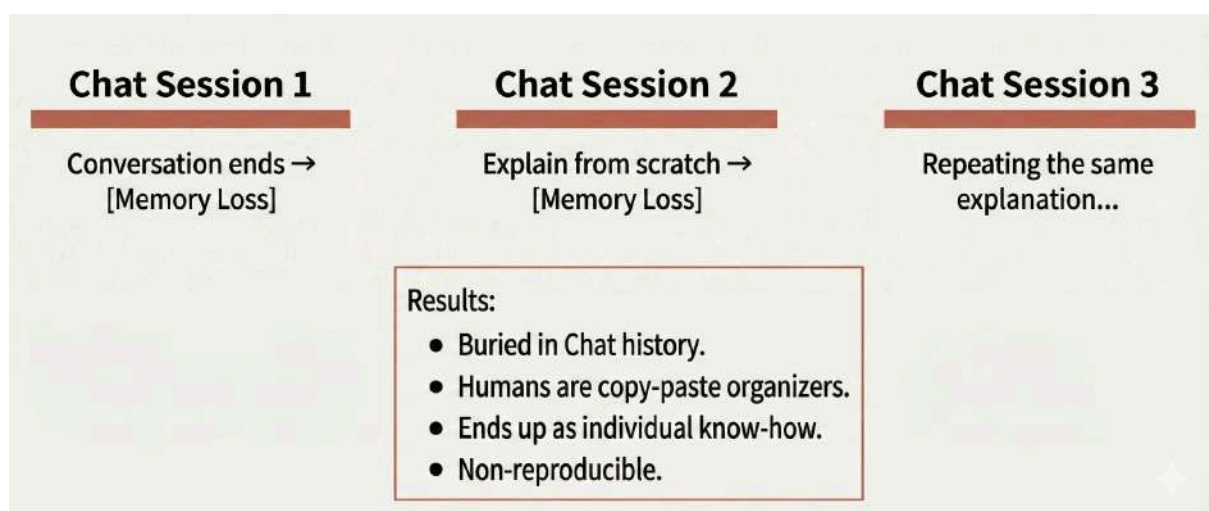 Chat Session 1
Conversation ends →
[Memory Loss]
Chat Session 2
Explain from scratch →
[Memory Loss]
Chat Session 3
Repeating the same
explanation...
Results:
● Buried in Chat history.
● Humans are copy-paste organizers.
● Ends up as individual know-how.
● Non-reproducible.